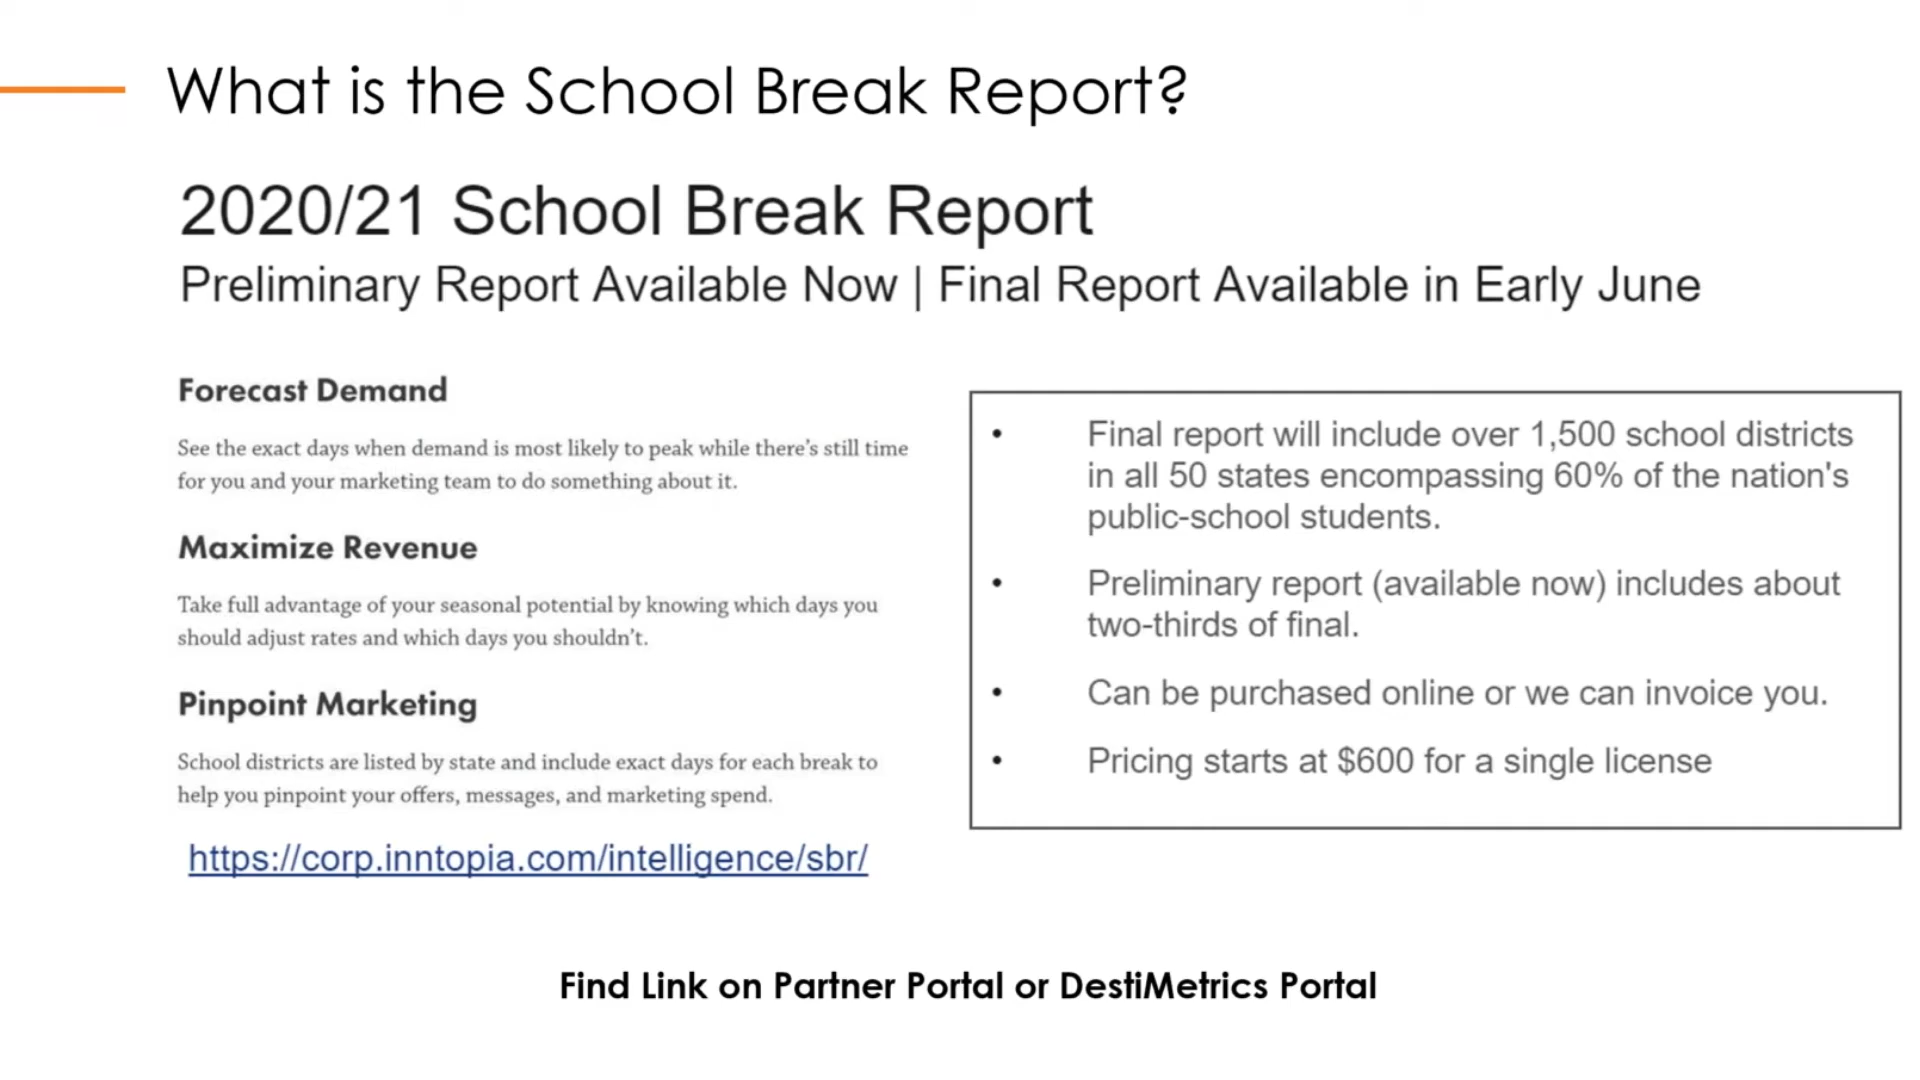 What is the School Break Report?
2020/21 School Break Report
Preliminary Report Available Now | Final Report Available in Early June
Forecast Demand
See the exact days when demand is most likely to peak while there's still time
for you and your marketing team to do something about it.
Maximize Revenue
Take full advantage of your seasonal potential by knowing which days you
should adjust rates and which days you shouldn't.
Pinpoint Marketing
School districts are listed by state and include exact days for each break to
help you pinpoint your offers, messages, and marketing spend.
https://corp.inntopia.com/intelligence/sbr/
• Final report will include over 1,500 school districts
in all 50 states encompassing 60% of the nation's
public-school students.
• Preliminary report (available now) includes about
two-thirds of final.
• Can be purchased online or we can invoice you.
• Pricing starts at $600 for a single license
Find Link on Partner Portal or DestiMetrics Portal